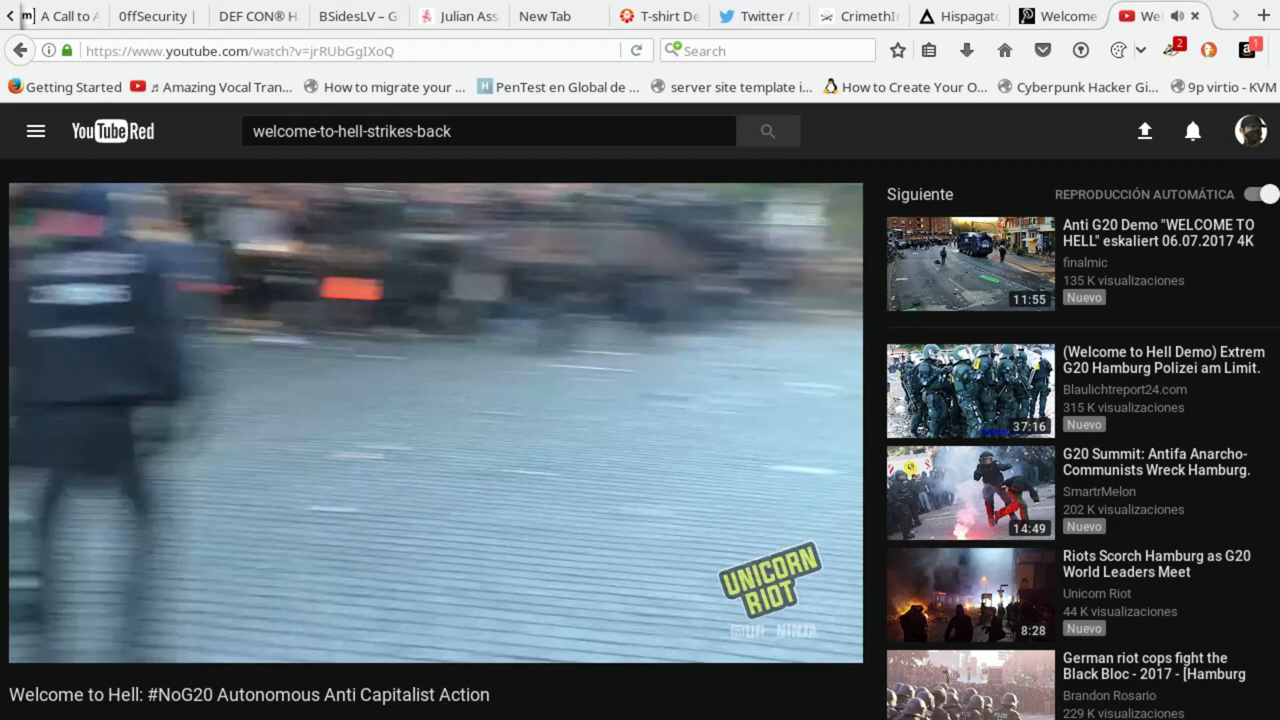 m] A Call to A
0ffSecurity |
DEF CON® H
BSidesLV – G
Julian Ass
New Tab
T-shirt De
Twitter / I
CrimethI
Hispagato
Welcome
We
https://www.youtube.com/watch?v=jrRUbGgIXoQ
Search
2
1
Getting Started
♬ Amazing Vocal Tran...
How to migrate your ...
PenTest en Global de ...
server site template i...
How to Create Your O...
Cyberpunk Hacker Gi...
9p virtio - KVM
YouTube Red
welcome-to-hell-strikes-back
UNICORN
RIOT
@UR_NINJA
Welcome to Hell: #NoG20 Autonomous Anti Capitalist Action
Siguiente
REPRODUCCIÓN AUTOMÁTICA
11:55
Anti G20 Demo "WELCOME TO
HELL" eskaliert 06.07.2017 4K
finalmic
135 K visualizaciones
Nuevo
37:16
(Welcome to Hell Demo) Extrem
G20 Hamburg Polizei am Limit.
Blaulichtreport24.com
315 K visualizaciones
Nuevo
14:49
G20 Summit: Antifa Anarcho-
Communists Wreck Hamburg.
SmartrMelon
202 K visualizaciones
Nuevo
8:28
Riots Scorch Hamburg as G20
World Leaders Meet
Unicorn Riot
44 K visualizaciones
Nuevo
German riot cops fight the
Black Bloc - 2017 - [Hamburg
Brandon Rosario
229 K visualizaciones